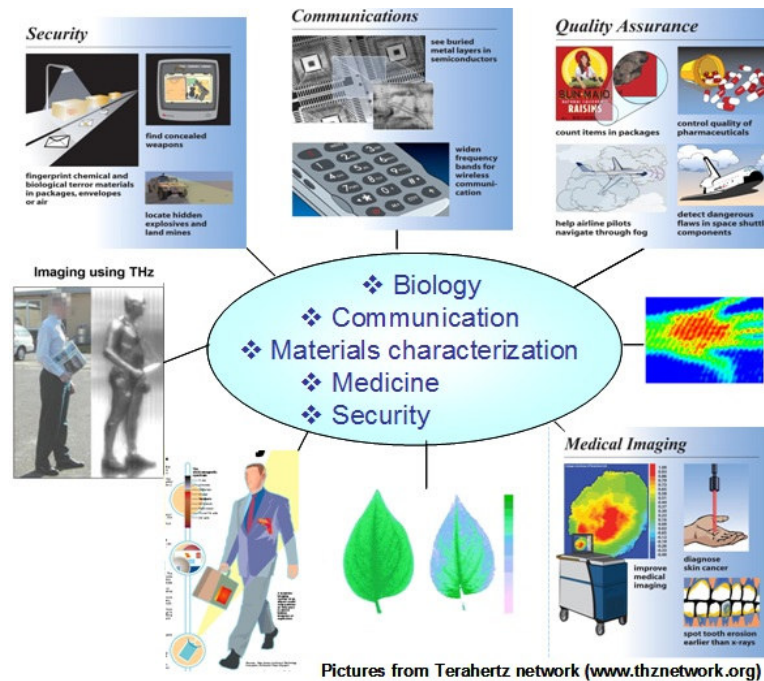 Security
find concealed
weapons
fingerprint chemical and
biological terror materials
in packages, envelopes
or air
locate hidden
explosives and
land mines
Communications
see buried
metal layers in
semiconductors
widen
frequency
bands for
wireless
communi-
cation
Quality Assurance
SUN-MAID
RAISINS
count items in packages
control quality of
pharmaceuticals
help airline pilots
navigate through fog
detect dangerous
flaws in space shuttl
components
Imaging using THz
❖ Biology
❖ Communication
❖ Materials characterization
❖ Medicine
❖ Security
Medical Imaging
improve
medical
imaging
diagnose
skin cancer
spot tooth erosion
earlier than x-rays
Pictures from Terahertz network (www.thznetwork.org)